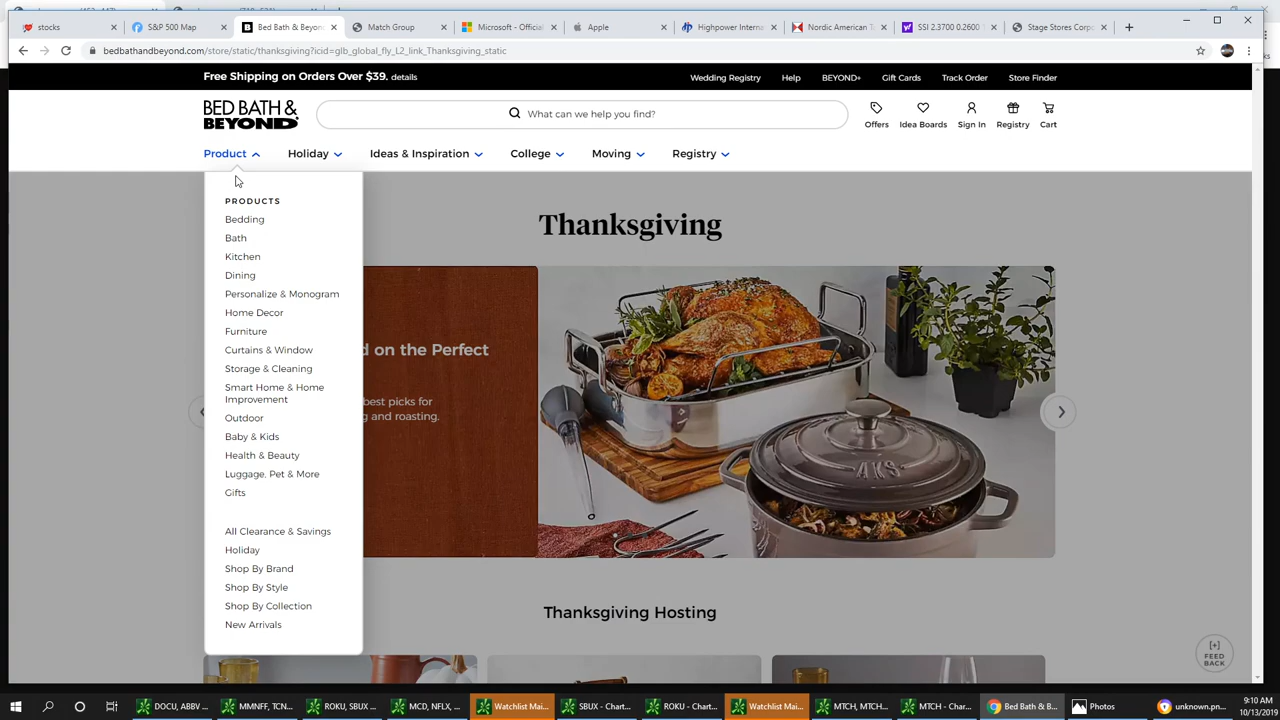 stocks
S&P 500 Map
Bed Bath & Beyond
Match Group
Microsoft - Official
Apple
Highpower Interna
Nordic American T
SSI 2.3700 0.2600
Stage Stores Corpo
bedbathandbeyond.com/store/static/thanksgiving?icid=glb_global_fly_L2_link_Thanksgiving_static
Free Shipping on Orders Over $39. details
Wedding Registry
Help
BEYOND+
Gift Cards
Track Order
Store Finder
BED BATH &
BEYOND
What can we help you find?
Offers
Idea Boards
Sign In
Registry
Cart
Product
Holiday
Ideas & Inspiration
College
Moving
Registry
PRODUCTS
Bedding
Bath
Kitchen
Dining
Personalize & Monogram
Home Decor
Furniture
Curtains & Window
Storage & Cleaning
Smart Home & Home
Improvement
Outdoor
Baby & Kids
Health & Beauty
Luggage, Pet & More
Gifts
All Clearance & Savings
Holiday
Shop By Brand
Shop By Style
Shop By Collection
New Arrivals
Thanksgiving
d on the Perfect
best picks for
g and roasting.
Thanksgiving Hosting
[+]
FEED
BACK
DOCU, ABBV ...
MMNFF, TCN...
ROKU, SBUX ...
MCD, NFLX, ...
Watchlist Mai...
SBUX - Chart...
ROKU - Chart...
Watchlist Mai...
MTCH, MTCH...
MTCH - Chart...
Bed Bath & B...
Photos
unknown.pn...
9:10 AM
10/13/2019